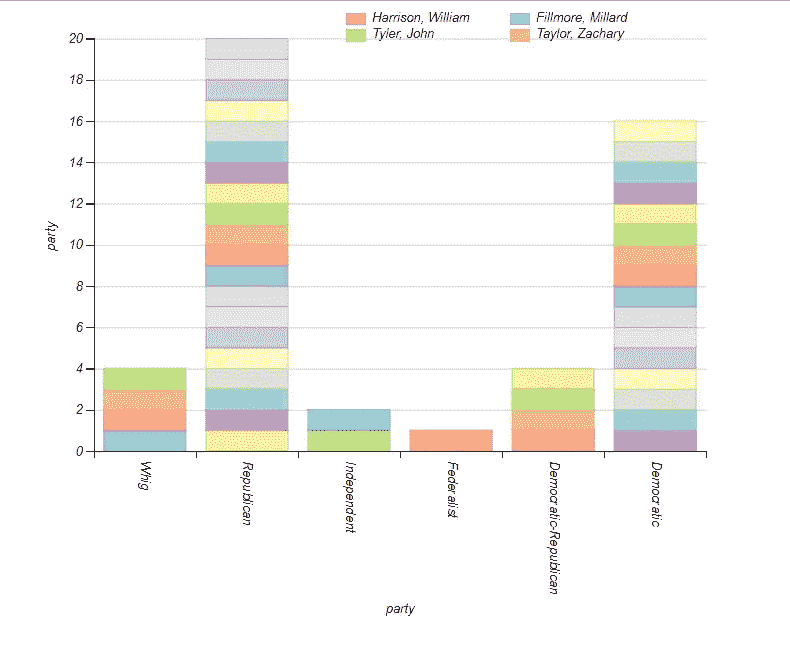 Harrison, William
Fillmore, Millard
Tyler, John
Taylor, Zachary
20
18
16
14
12
10
8
6
4
2
0
party
Whig
Republican
Independent
Federalist
Democratic-Republican
Democratic
party